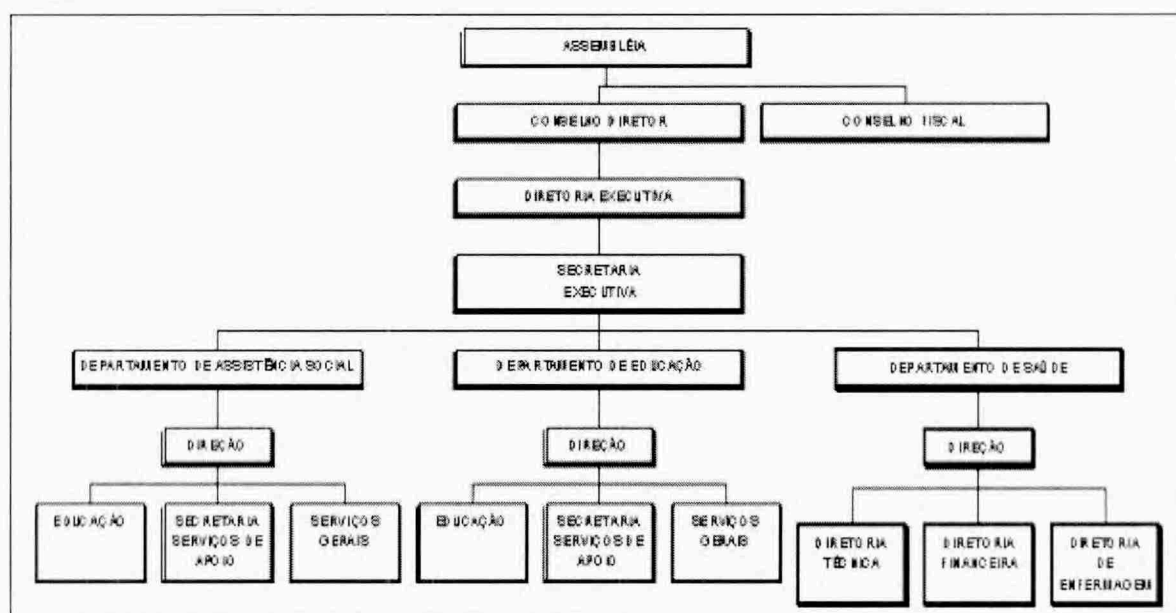 ASSEMBLÉIA
CONSELHO DIRETOR
CONSELHO FISCAL
DIRETORIA EXECUTIVA
SECRETARIA
EXECUTIVA
DEPARTAMENTO DE ASSISTÊNCIA SOCIAL
DEPARTAMENTO DE EDUCAÇÃO
DEPARTAMENTO DE SAÚDE
DIREÇÃO
DIREÇÃO
DIREÇÃO
EDUCAÇÃO
SECRETARIA
SERVIÇOS DE
APOIO
SERVIÇOS
GERAIS
EDUCAÇÃO
SECRETARIA
SERVIÇOS DE
APOIO
SERVIÇOS
GERAIS
DIRETORIA
TÉCNICA
DIRETORIA
FINANCEIRA
DIRETORIA
DE
ENFERMAGEM